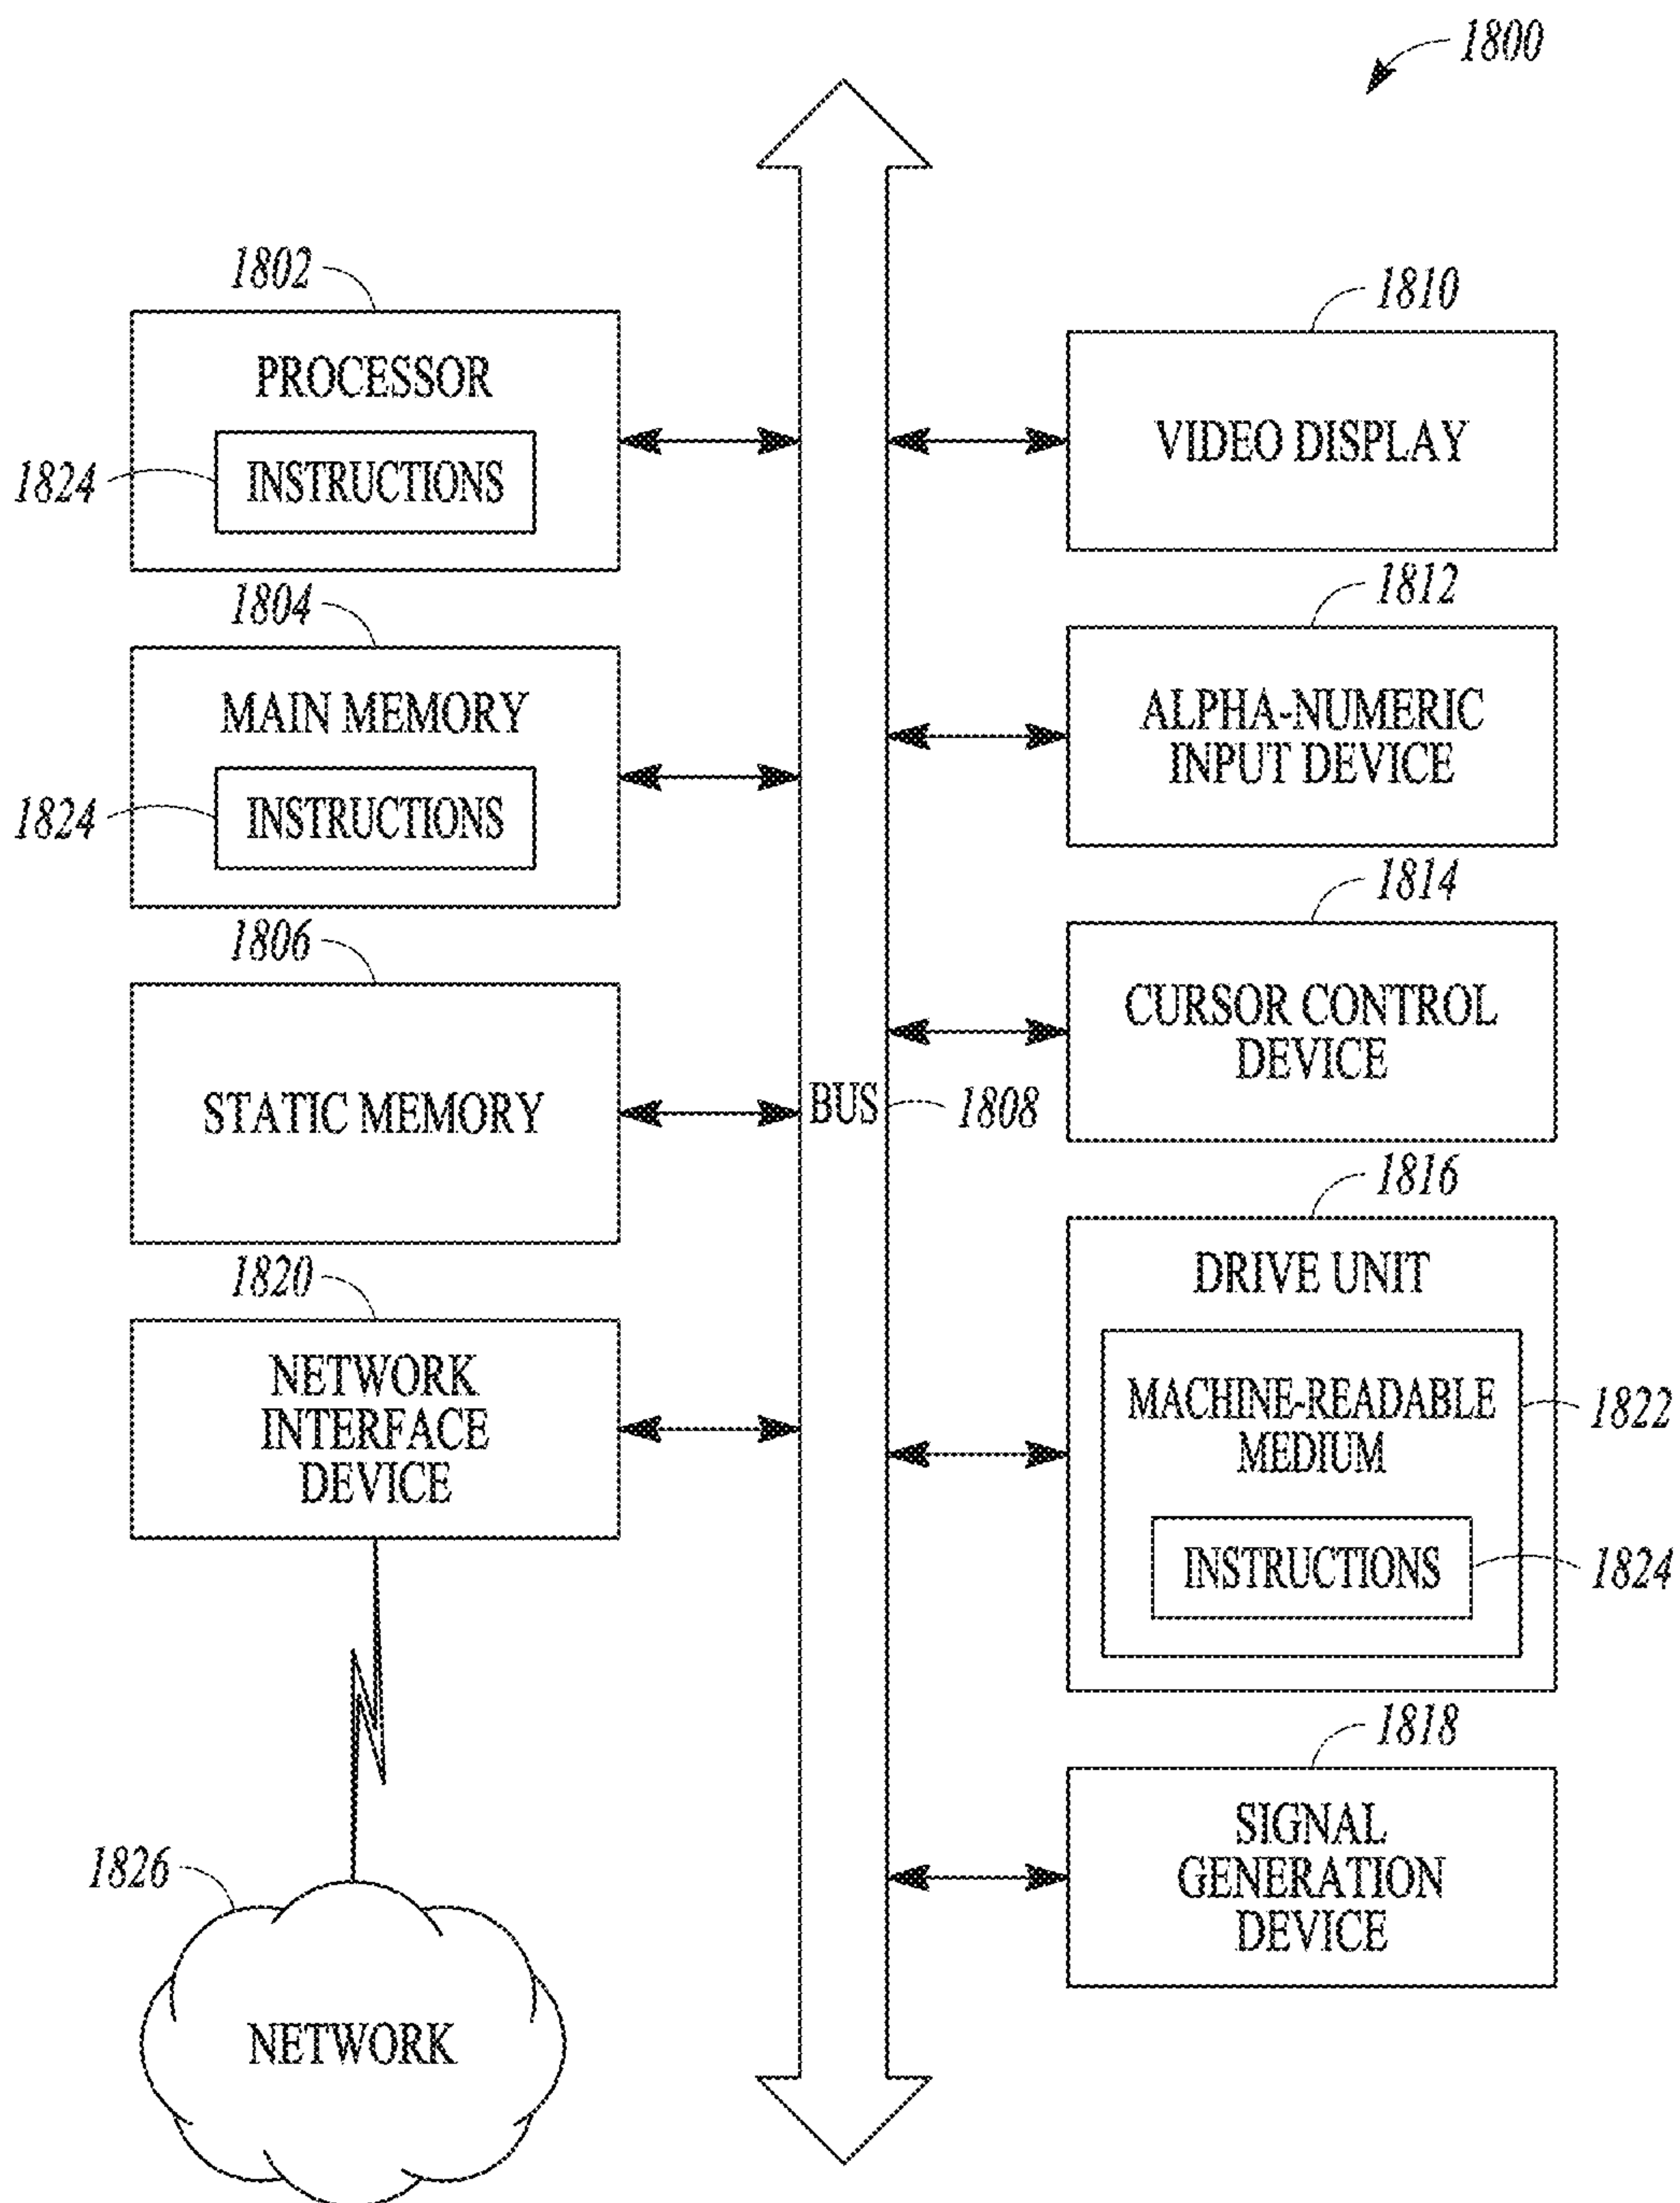 1800
1802
PROCESSOR
1824
INSTRUCTIONS
1804
MAIN MEMORY
1824
INSTRUCTIONS
1806
STATIC MEMORY
1820
NETWORK
INTERFACE
DEVICE
1826
NETWORK
BUS
1808
1810
VIDEO DISPLAY
1812
ALPHA-NUMERIC
INPUT DEVICE
1814
CURSOR CONTROL
DEVICE
1816
DRIVE UNIT
MACHINE-READABLE
MEDIUM
1822
INSTRUCTIONS
1824
1818
SIGNAL
GENERATION
DEVICE